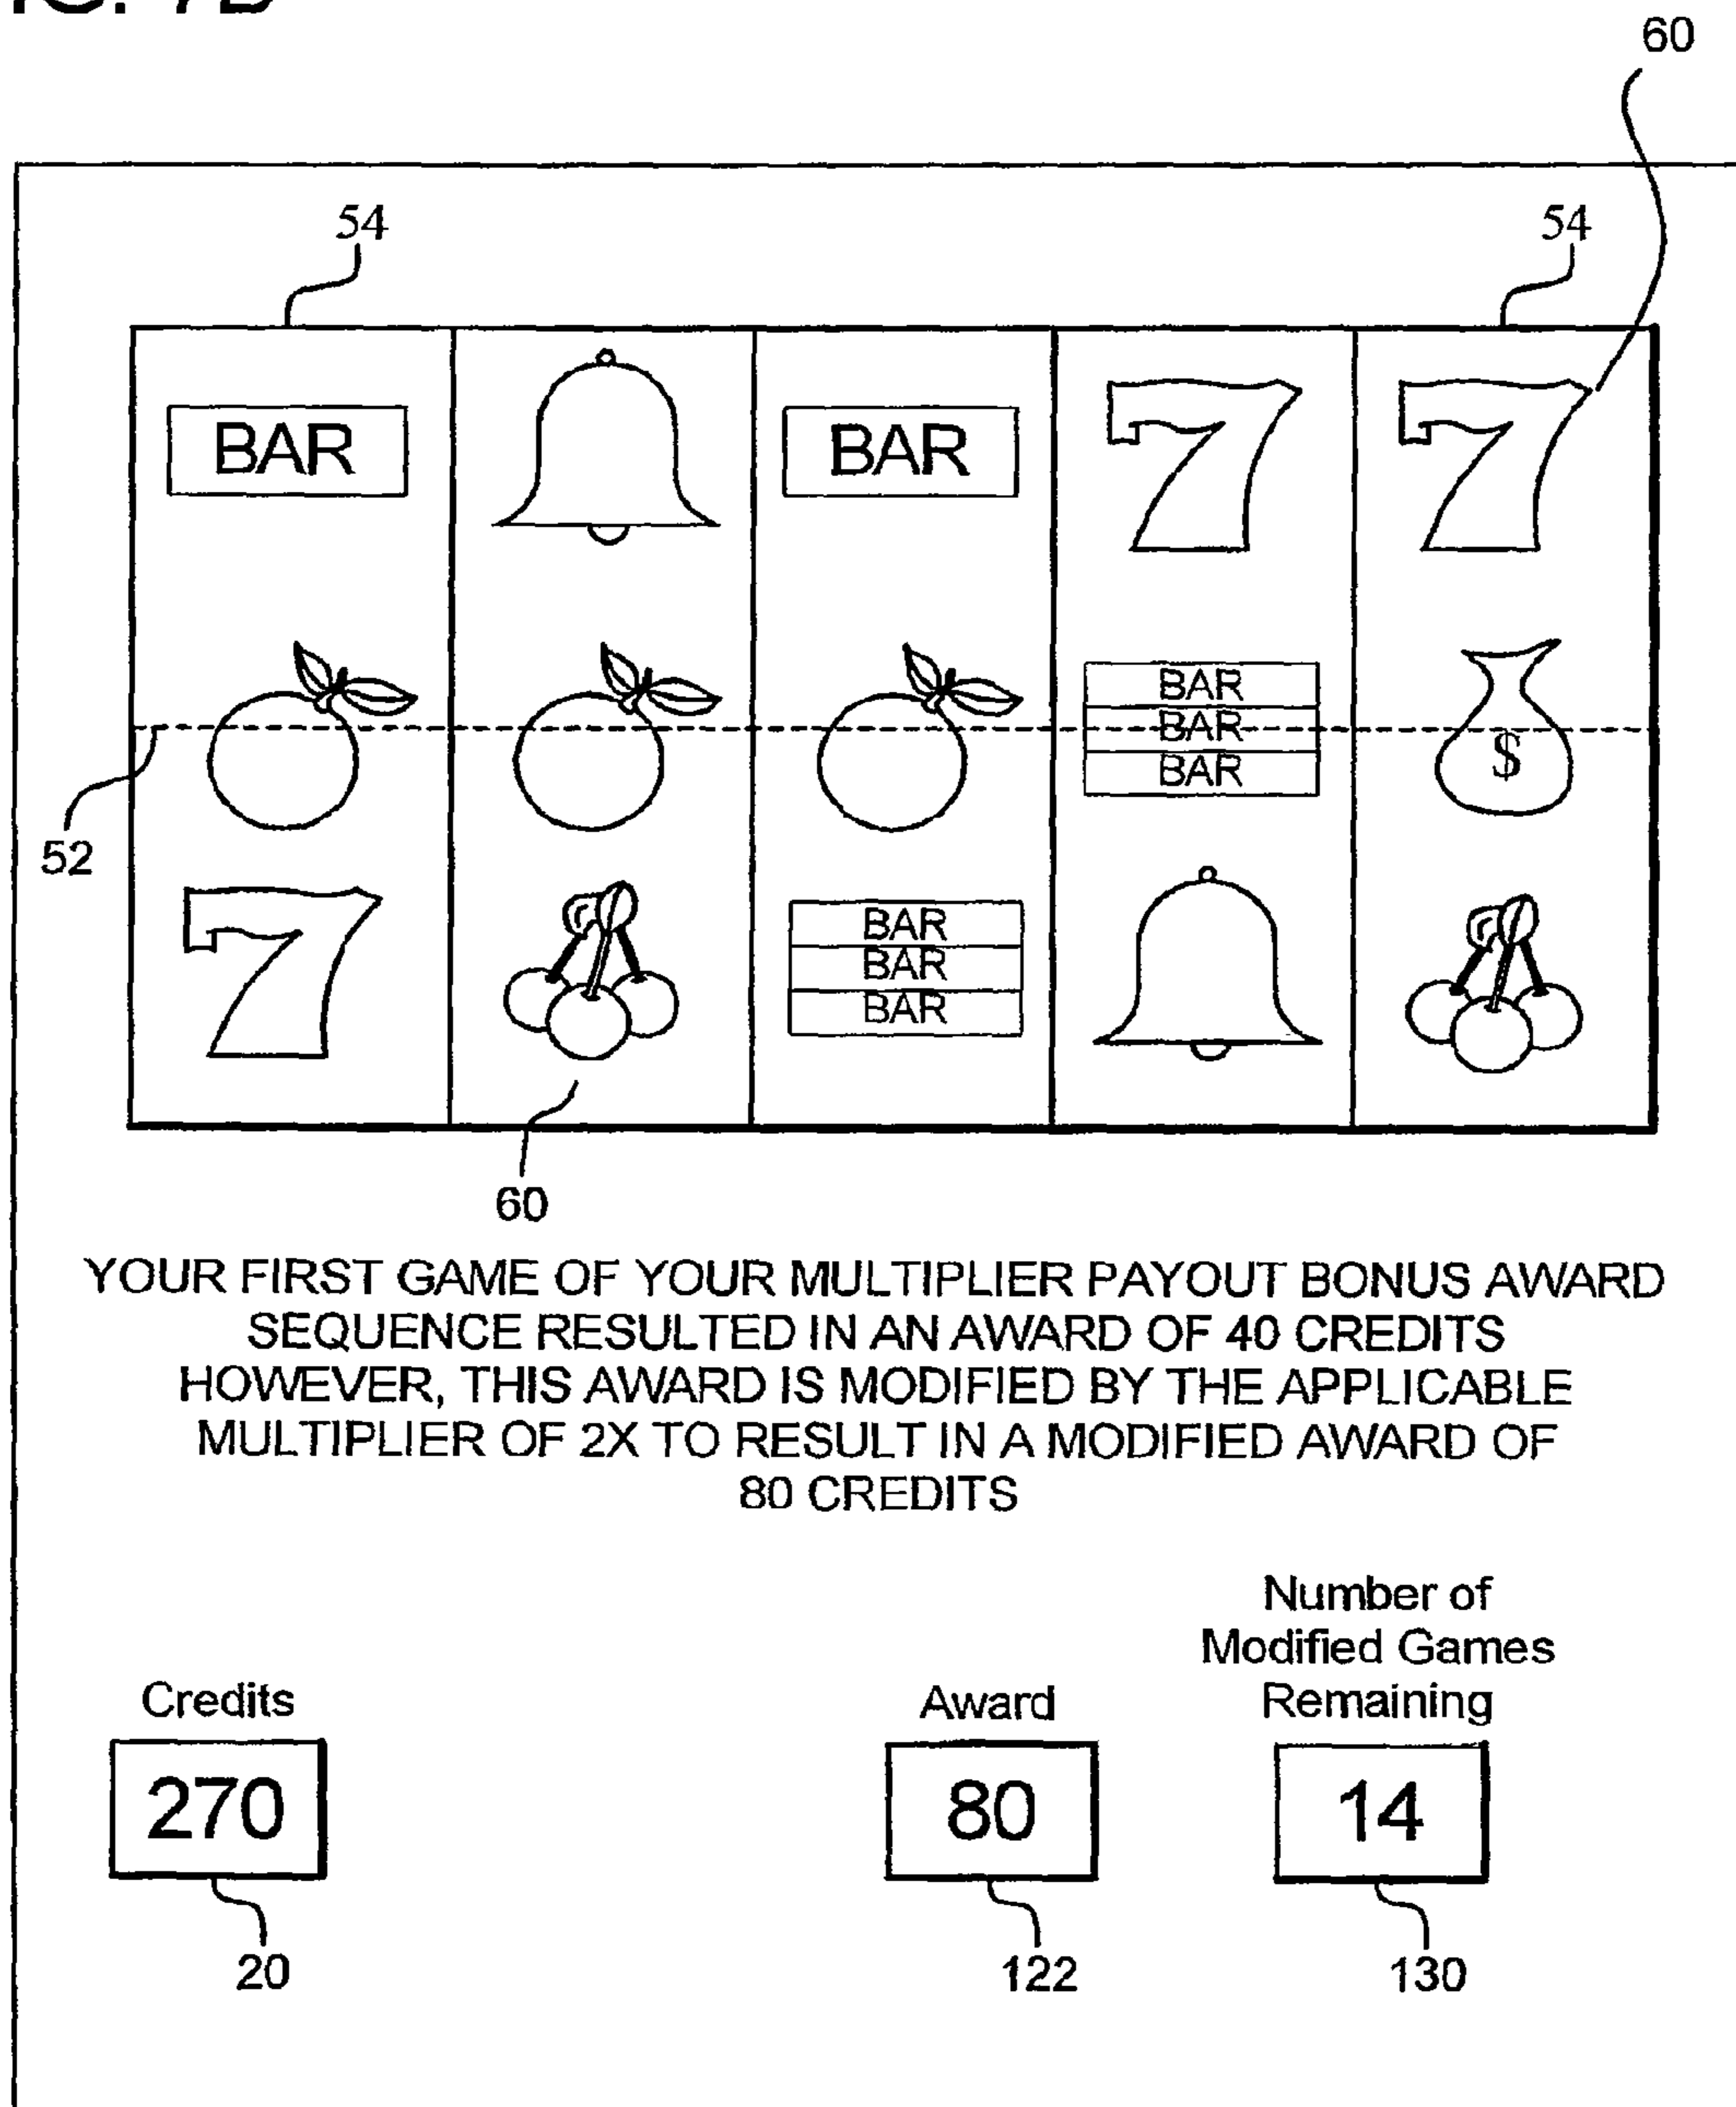 60
54 54
BAR BAR 7 7
BAR
BAR
BAR
$
52
7
BAR
BAR
BAR
60
YOUR FIRST GAME OF YOUR MULTIPLIER PAYOUT BONUS AWARD
SEQUENCE RESULTED IN AN AWARD OF 40 CREDITS
HOWEVER, THIS AWARD IS MODIFIED BY THE APPLICABLE
MULTIPLIER OF 2X TO RESULT IN A MODIFIED AWARD OF
80 CREDITS
Number of
Modified Games
Remaining
Credits Award
270 80 14
20 122 130